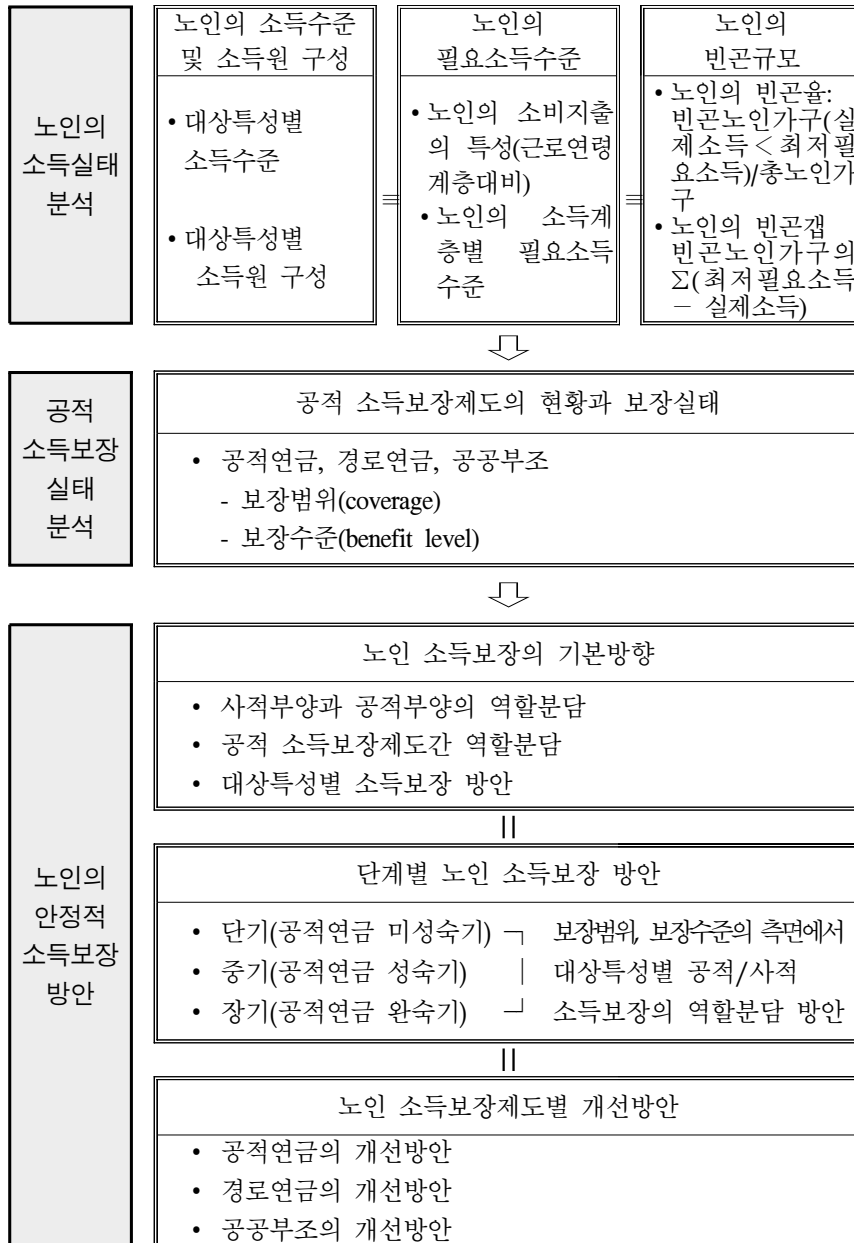 노인의
소득실태
분석
노인의 소득수준
및 소득원 구성
• 대상특성별
소득수준
• 대상특성별
소득원 구성
=
노인의
필요소득수준
• 노인의 소비지출
의 특성(근로연령
계층대비)
• 노인의 소득계
층별 필요소득
수준
=
노인의
빈곤규모
• 노인의 빈곤율:
빈곤노인가구(실
제소득 < 최저필
요소득)/총노인가
구
• 노인의 빈곤갭
빈곤노인가구의
Σ(최저필요소득
− 실제소득)
공적
소득보장
실태
분석
공적 소득보장제도의 현황과 보장실태
• 공적연금, 경로연금, 공공부조
- 보장범위(coverage)
- 보장수준(benefit level)
노인의
안정적
소득보장
방안
노인 소득보장의 기본방향
• 사적부양과 공적부양의 역할분담
• 공적 소득보장제도간 역할분담
• 대상특성별 소득보장 방안
||
단계별 노인 소득보장 방안
• 단기(공적연금 미성숙기) ㄱ 보장범위, 보장수준의 측면에서
• 중기(공적연금 성숙기) | 대상특성별 공적/사적
• 장기(공적연금 완숙기) ┘ 소득보장의 역할분담 방안
||
노인 소득보장제도별 개선방안
• 공적연금의 개선방안
• 경로연금의 개선방안
• 공공부조의 개선방안